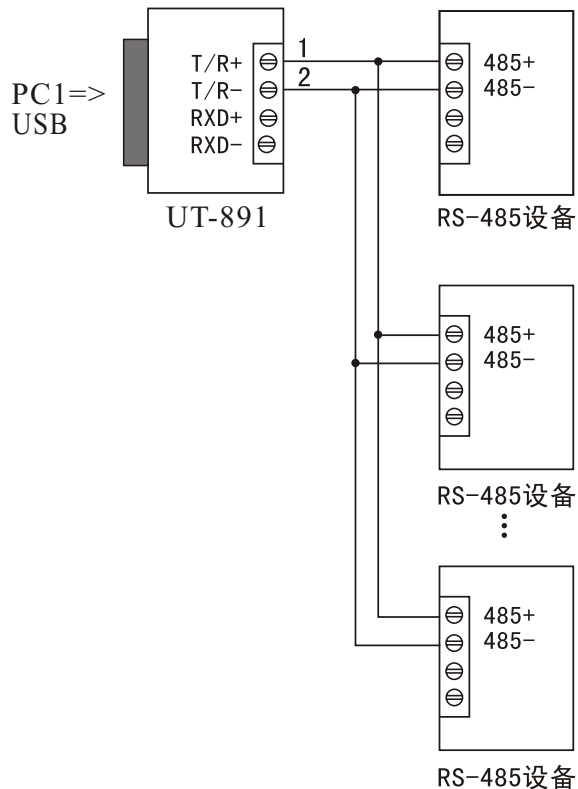 PC1=>
USB
T/R+
T/R-
RXD+
RXD-
1
2
UT-891
485+
485-
RS-485设备
485+
485-
RS-485设备
485+
485-
RS-485设备